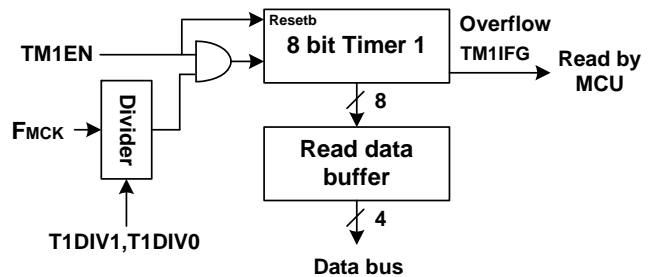 Resetb
Overflow
TM1EN
8 bit Timer 1
TM1IFG
Read by
MCU
Divider
8
FMCK
Read data
buffer
4
T1DIV1,T1DIV0
Data bus